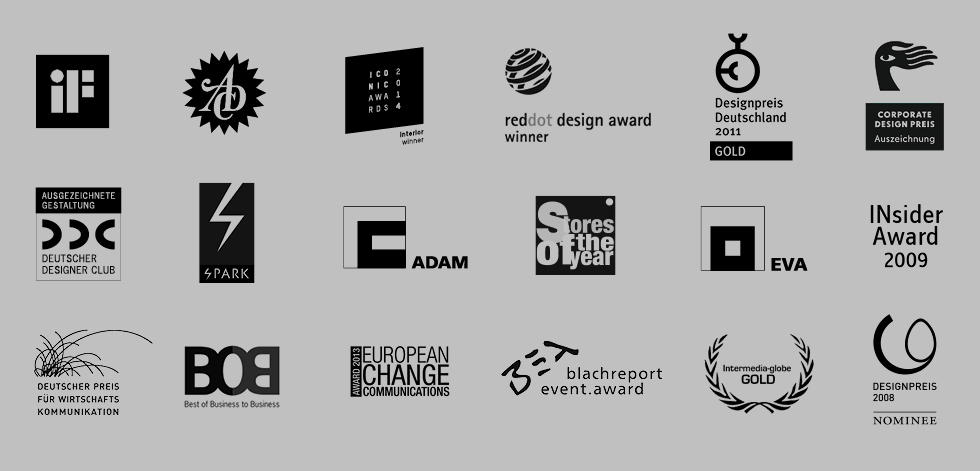 iF
ADC
ICO 2
NIC 0
AWA 1
RDS 4
interior
winner
reddot design award
winner
Designpreis
Deutschland
2011
GOLD
CORPORATE
DESIGN PREIS
Auszeichnung
AUSGEZEICHNETE
GESTALTUNG
DDC
DEUTSCHER
DESIGNER CLUB
SPARK
ADAM
Stores
of the
year
EVA
INsider
Award
2009
DEUTSCHER PREIS
FÜR WIRTSCHAFTS
KOMMUNIKATION
BOB
Best of Business to Business
AWARD 2013
EUROPEAN
CHANGE
COMMUNICATIONS
BEA
blachreport
event.award
Intermedia-globe
GOLD
DESIGNPREIS
2008
NOMINEE